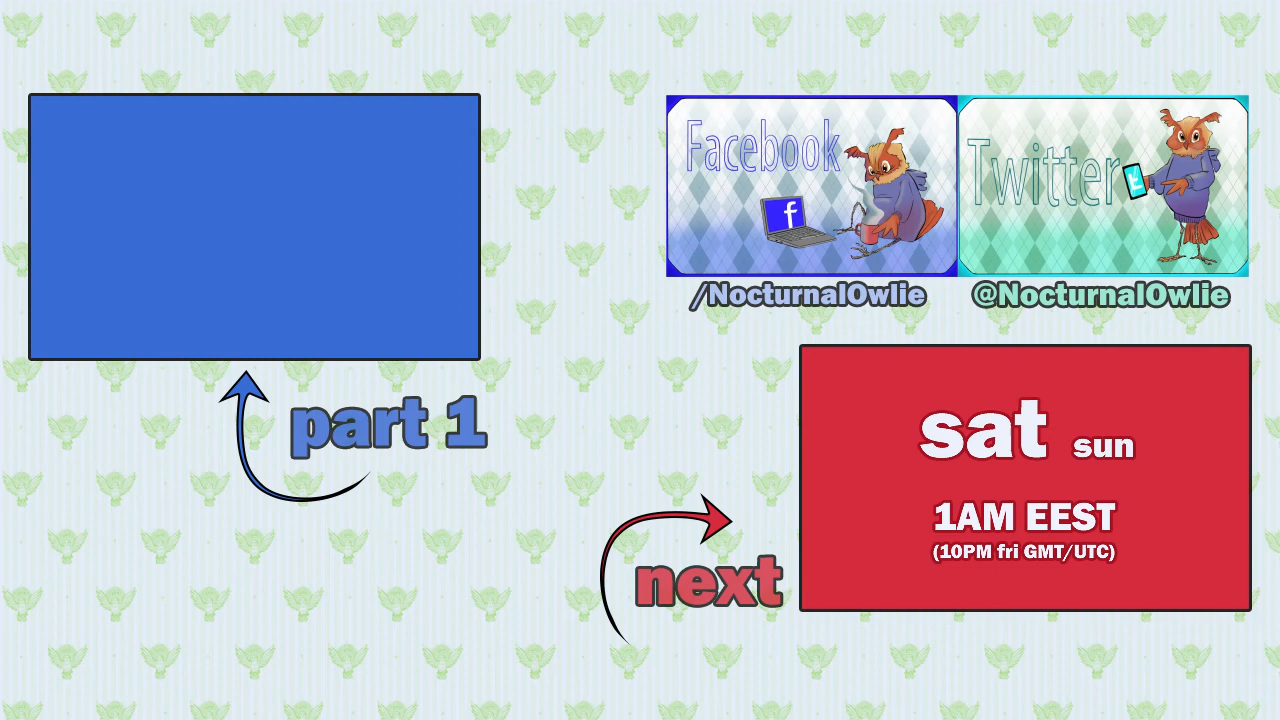 Facebook
f
/NocturnalOwlie
Twitter
@NocturnalOwlie
part 1
next
sat sun
1AM EEST
(10PM fri GMT/UTC)